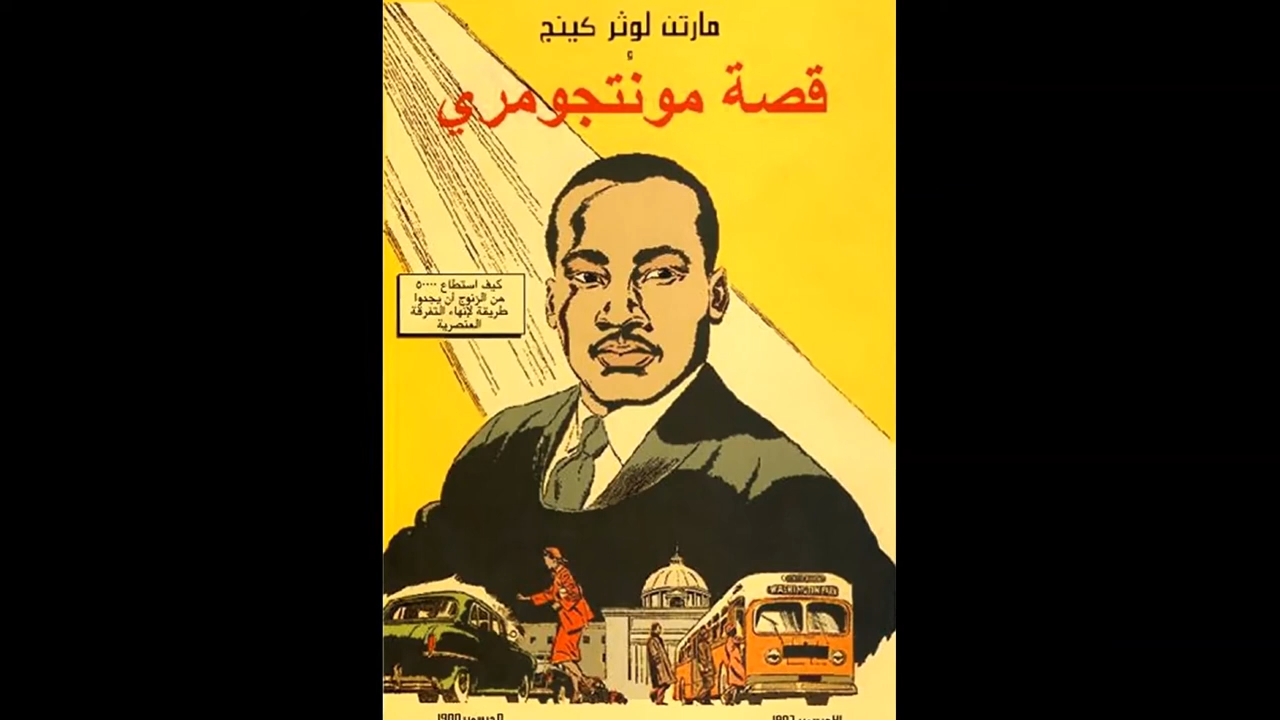 مارتن لوثر كينج
و
قصة مونتجومري
كيف استطاع ٥٠٠٠٠
من الزنوج أن يجدوا
طريقة لإنهاء التفرقة
العنصرية